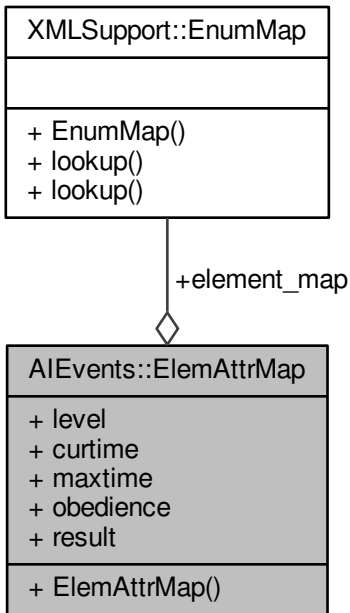 XMLSupport::EnumMap
+ EnumMap()
+ lookup()
+ lookup()
+element_map
AIEvents::ElemAttrMap
+ level
+ curtime
+ maxtime
+ obedience
+ result
+ ElemAttrMap()